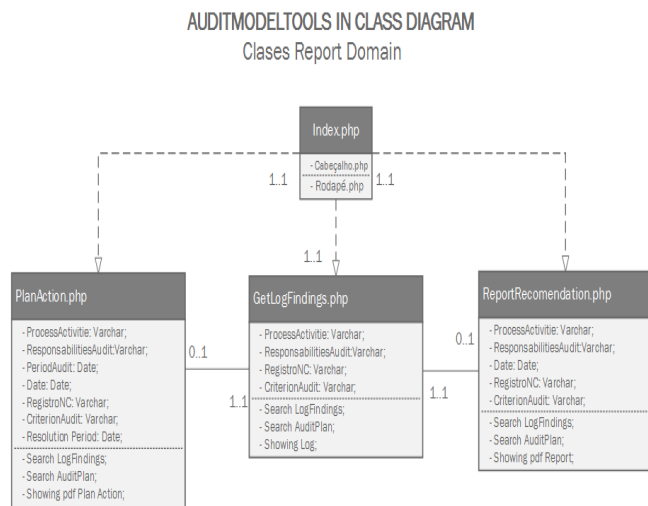 AUDITMODELTOOLS IN CLASS DIAGRAM
Clases Report Domain
Index.php
- Cabeçalho.php
- Rodapé.php
1..1
1..1
1..1
PlanAction.php
- ProcessActivitie: Varchar;
- ResponsabilitiesAudit:Varchar;
- PeriodAudit: Date;
- Date: Date;
- RegistroNC: Varchar;
- CriterionAudit: Varchar;
- Resolution Period: Date;
- Search LogFindings;
- Search AuditPlan;
- Showing pdf Plan Action;
0..1
1..1
GetLogFindings.php
- ProcessActivitie: Varchar;
- ResponsabilitiesAudit:Varchar;
- RegistroNC: Varchar;
- CriterionAudit: Varchar;
- Search LogFindings;
- Search AuditPlan;
- Showing Log;
0..1
1..1
ReportRecomendation.php
- ProcessActivitie: Varchar;
- ResponsabilitiesAudit:Varchar;
- Date: Date;
- RegistroNC: Varchar;
- CriterionAudit: Varchar;
- Search LogFindings;
- Search AuditPlan;
- Showing pdf Report;